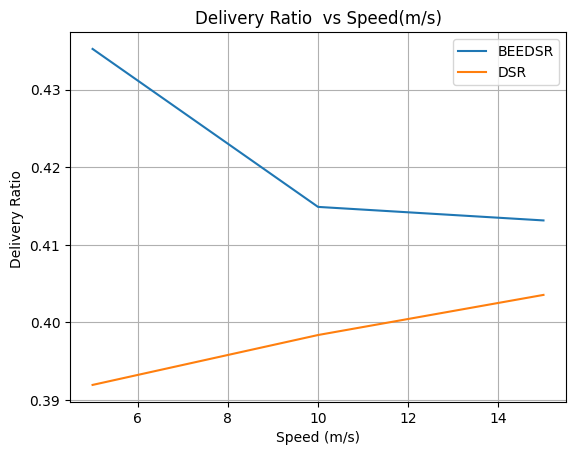 Delivery Ratio  vs Speed(m/s)
BEEDSR
DSR
Delivery Ratio
0.43
0.42
0.41
0.40
0.39
6
8
10
12
14
Speed (m/s)